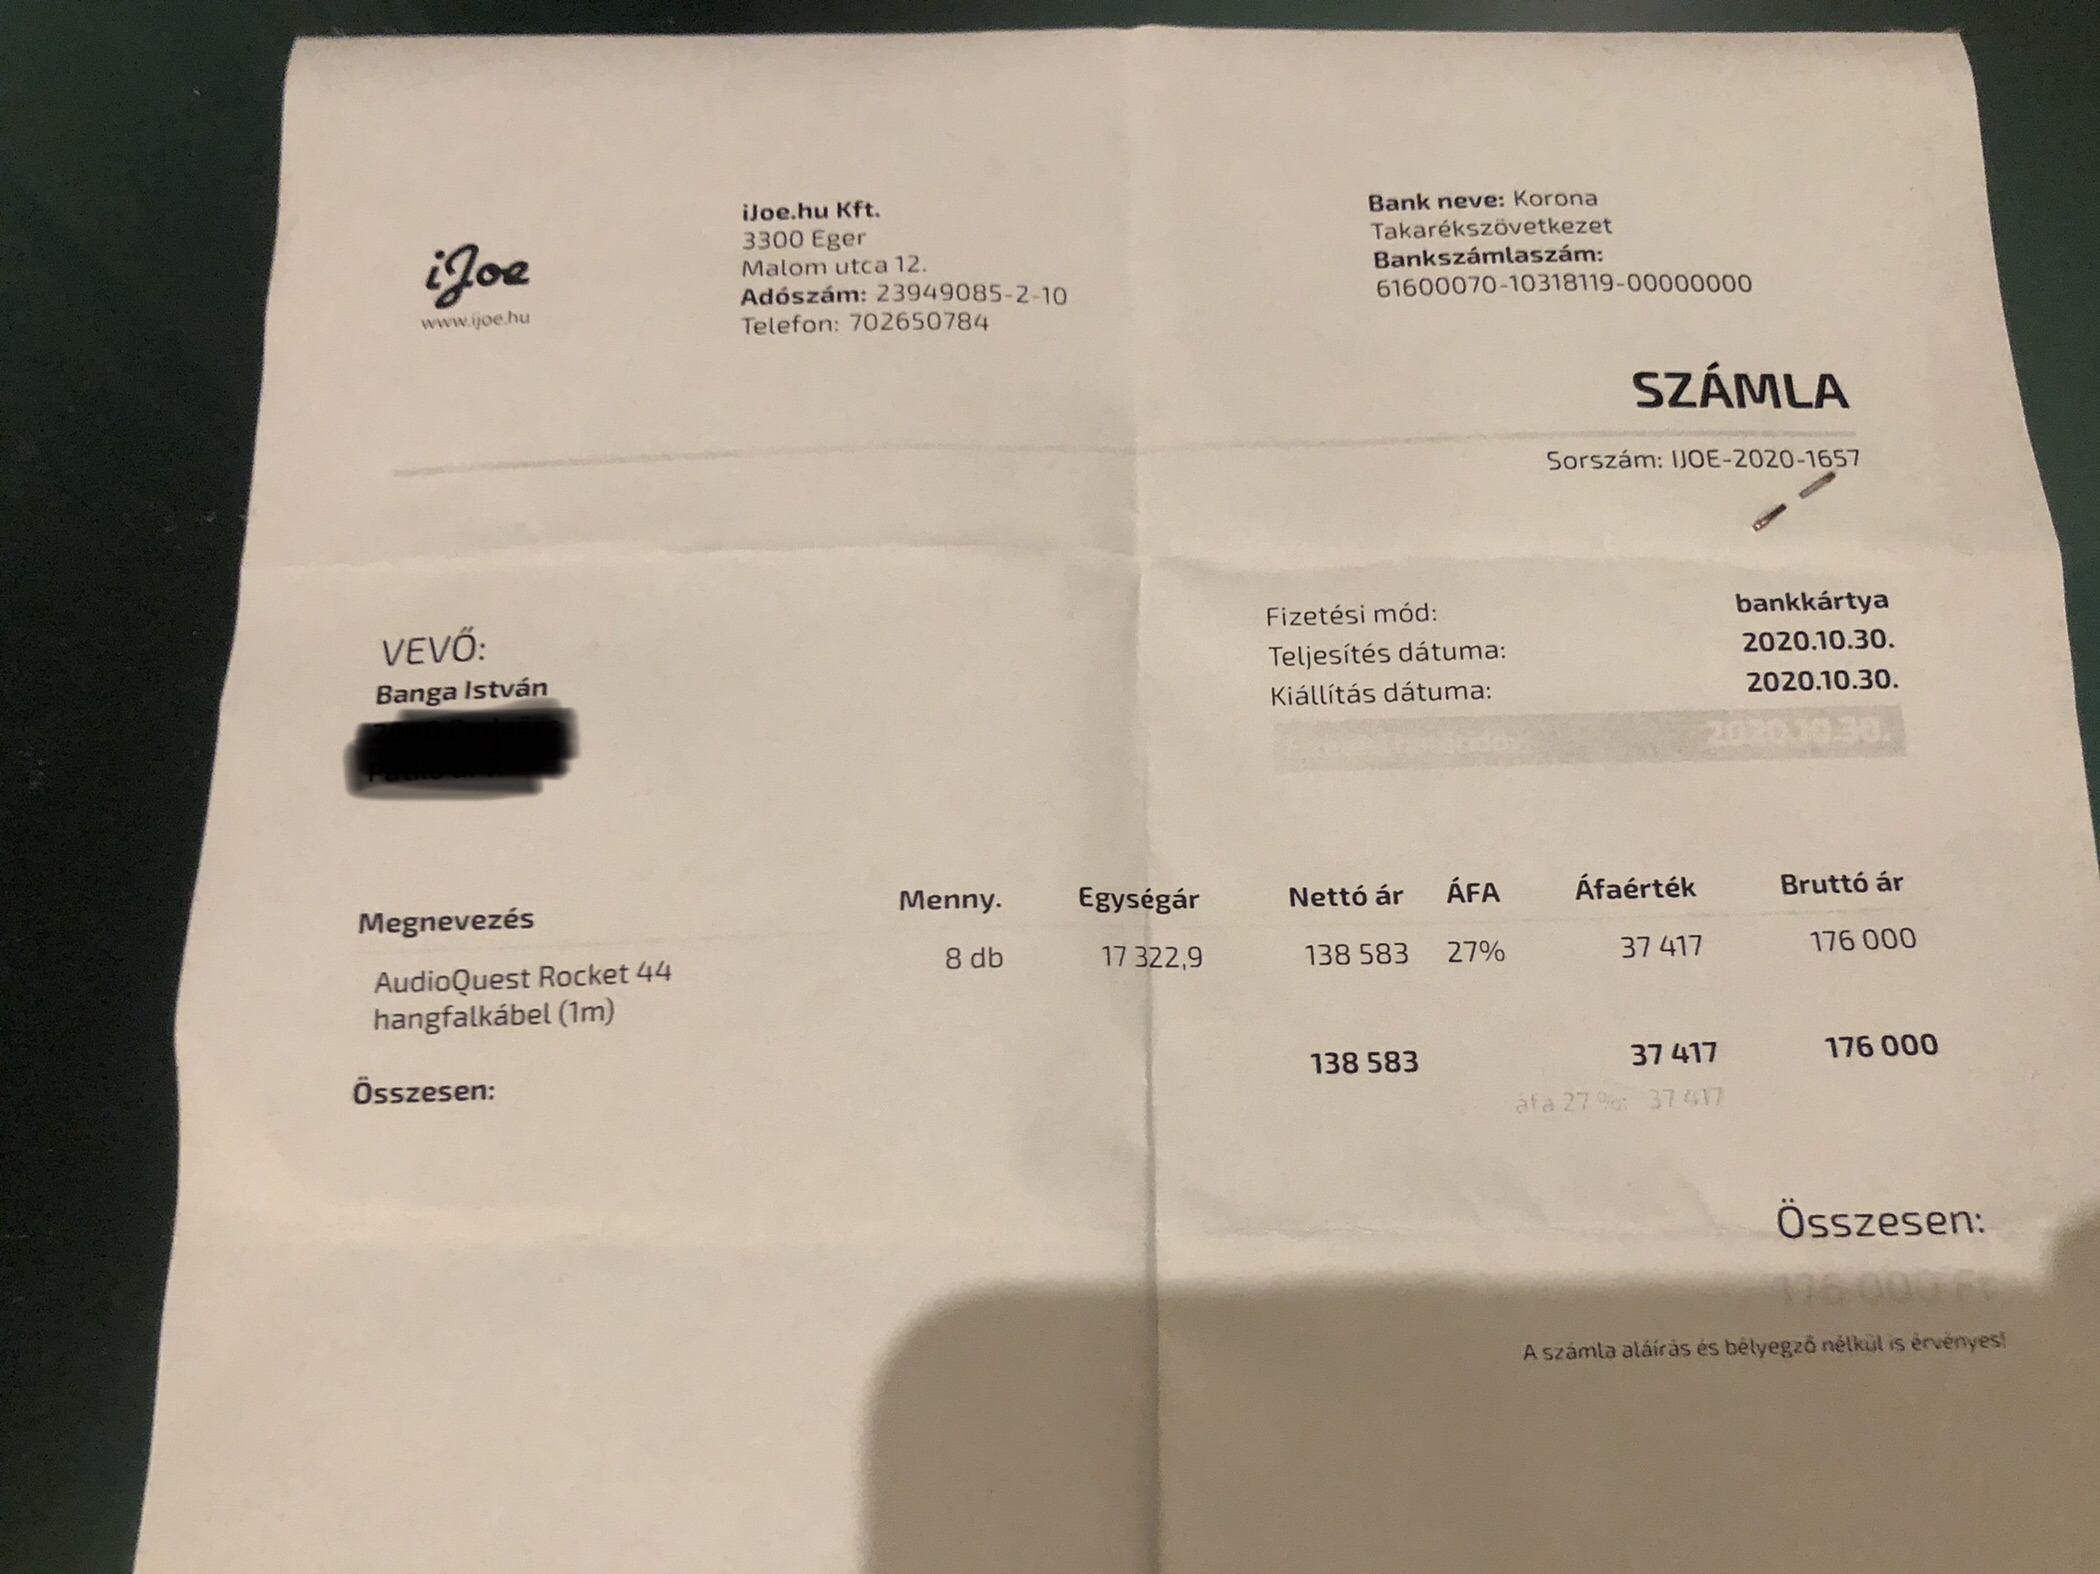 iJoe
www.ijoe.hu
iJoe.hu Kft.
3300 Eger
Malom utca 12.
Adószám: 23949085-2-10
Telefon: 702650784
Bank neve: Korona
Takarékszövetkezet
Bankszámlaszám:
61600070-10318119-00000000
SZÁMLA
Sorszám: IJOE-2020-1657
VEVŐ:
Banga István
Fizetési mód: bankkártya
Teljesítés dátuma: 2020.10.30.
Kiállítás dátuma: 2020.10.30.
2020.10.30.
Megnevezés Menny. Egységár Nettó ár ÁFA Áfaérték Bruttó ár
AudioQuest Rocket 44 8 db 17 322,9 138 583 27% 37 417 176 000
hangfalkábel (1m)
Összesen: 138 583 37 417 176 000
áfa 27 %: 37 417
Összesen:
176 000 Ft
A számla aláírás és bélyegző nélkül is érvényes!